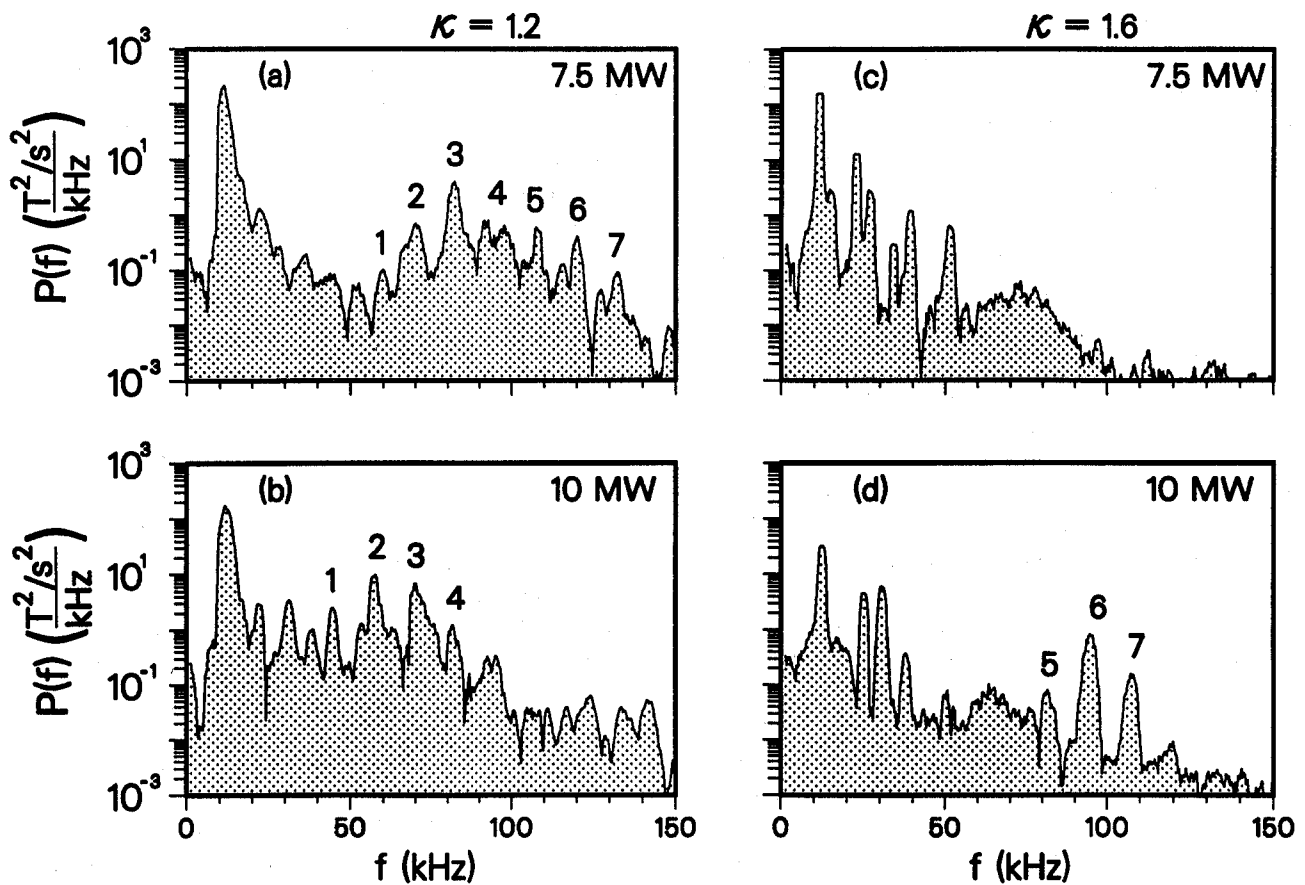 κ = 1.2
κ = 1.6
10³
10¹
10⁻¹
10⁻³
P(f) (T²/s² / kHz)
(a)
7.5 MW
1
2
3
4
5
6
7
(c)
7.5 MW
10³
10¹
10⁻¹
10⁻³
P(f) (T²/s² / kHz)
(b)
10 MW
1
2
3
4
0
50
100
150
f (kHz)
(d)
10 MW
5
6
7
0
50
100
150
f (kHz)